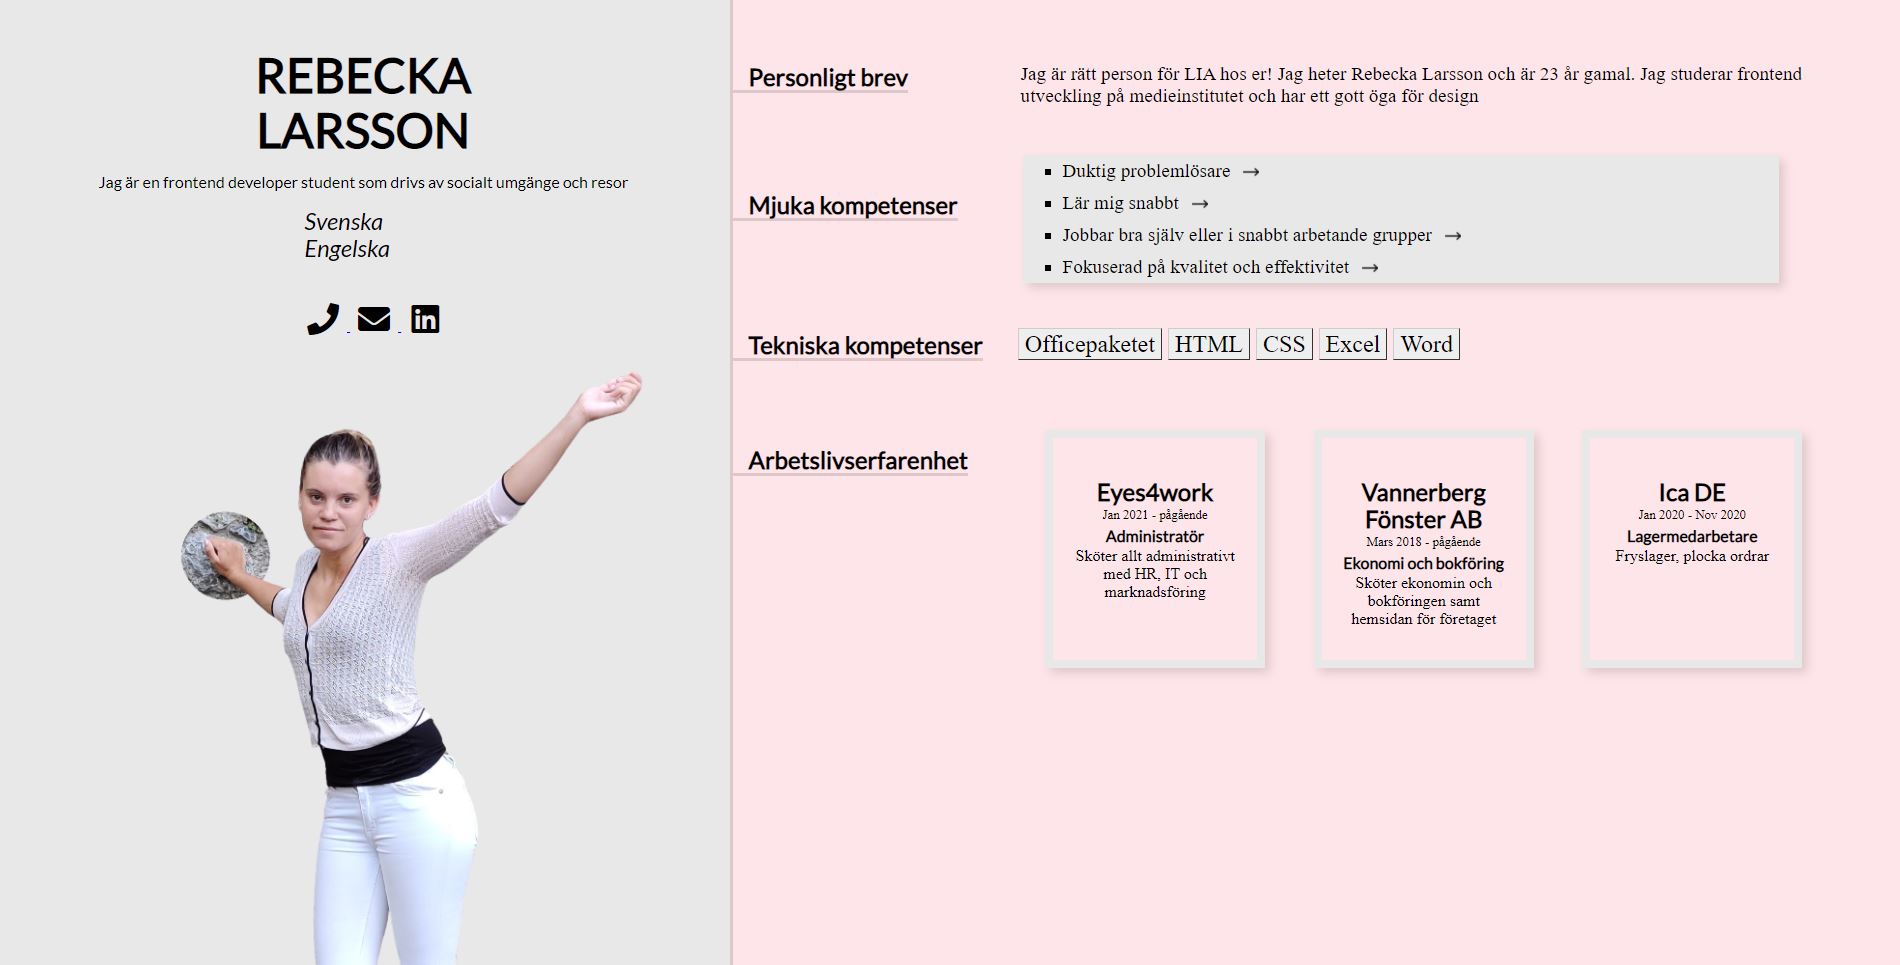 REBECKA
LARSSON
Jag är en frontend developer student som drivs av socialt umgänge och resor
Svenska
Engelska
Personligt brev
Jag är rätt person för LIA hos er! Jag heter Rebecka Larsson och är 23 år gamal. Jag studerar frontend
utveckling på medieinstitutet och har ett gott öga för design
Mjuka kompetenser
Duktig problemlösare →
Lär mig snabbt →
Jobbar bra själv eller i snabbt arbetande grupper →
Fokuserad på kvalitet och effektivitet →
Tekniska kompetenser
Officepaketet HTML CSS Excel Word
Arbetslivserfarenhet
Eyes4work
Jan 2021 - pågående
Administratör
Sköter allt administrativt
med HR, IT och
marknadsföring
Vannerberg
Fönster AB
Mars 2018 - pågående
Ekonomi och bokföring
Sköter ekonomin och
bokföringen samt
hemsidan för företaget
Ica DE
Jan 2020 - Nov 2020
Lagermedarbetare
Fryslager, plocka ordrar